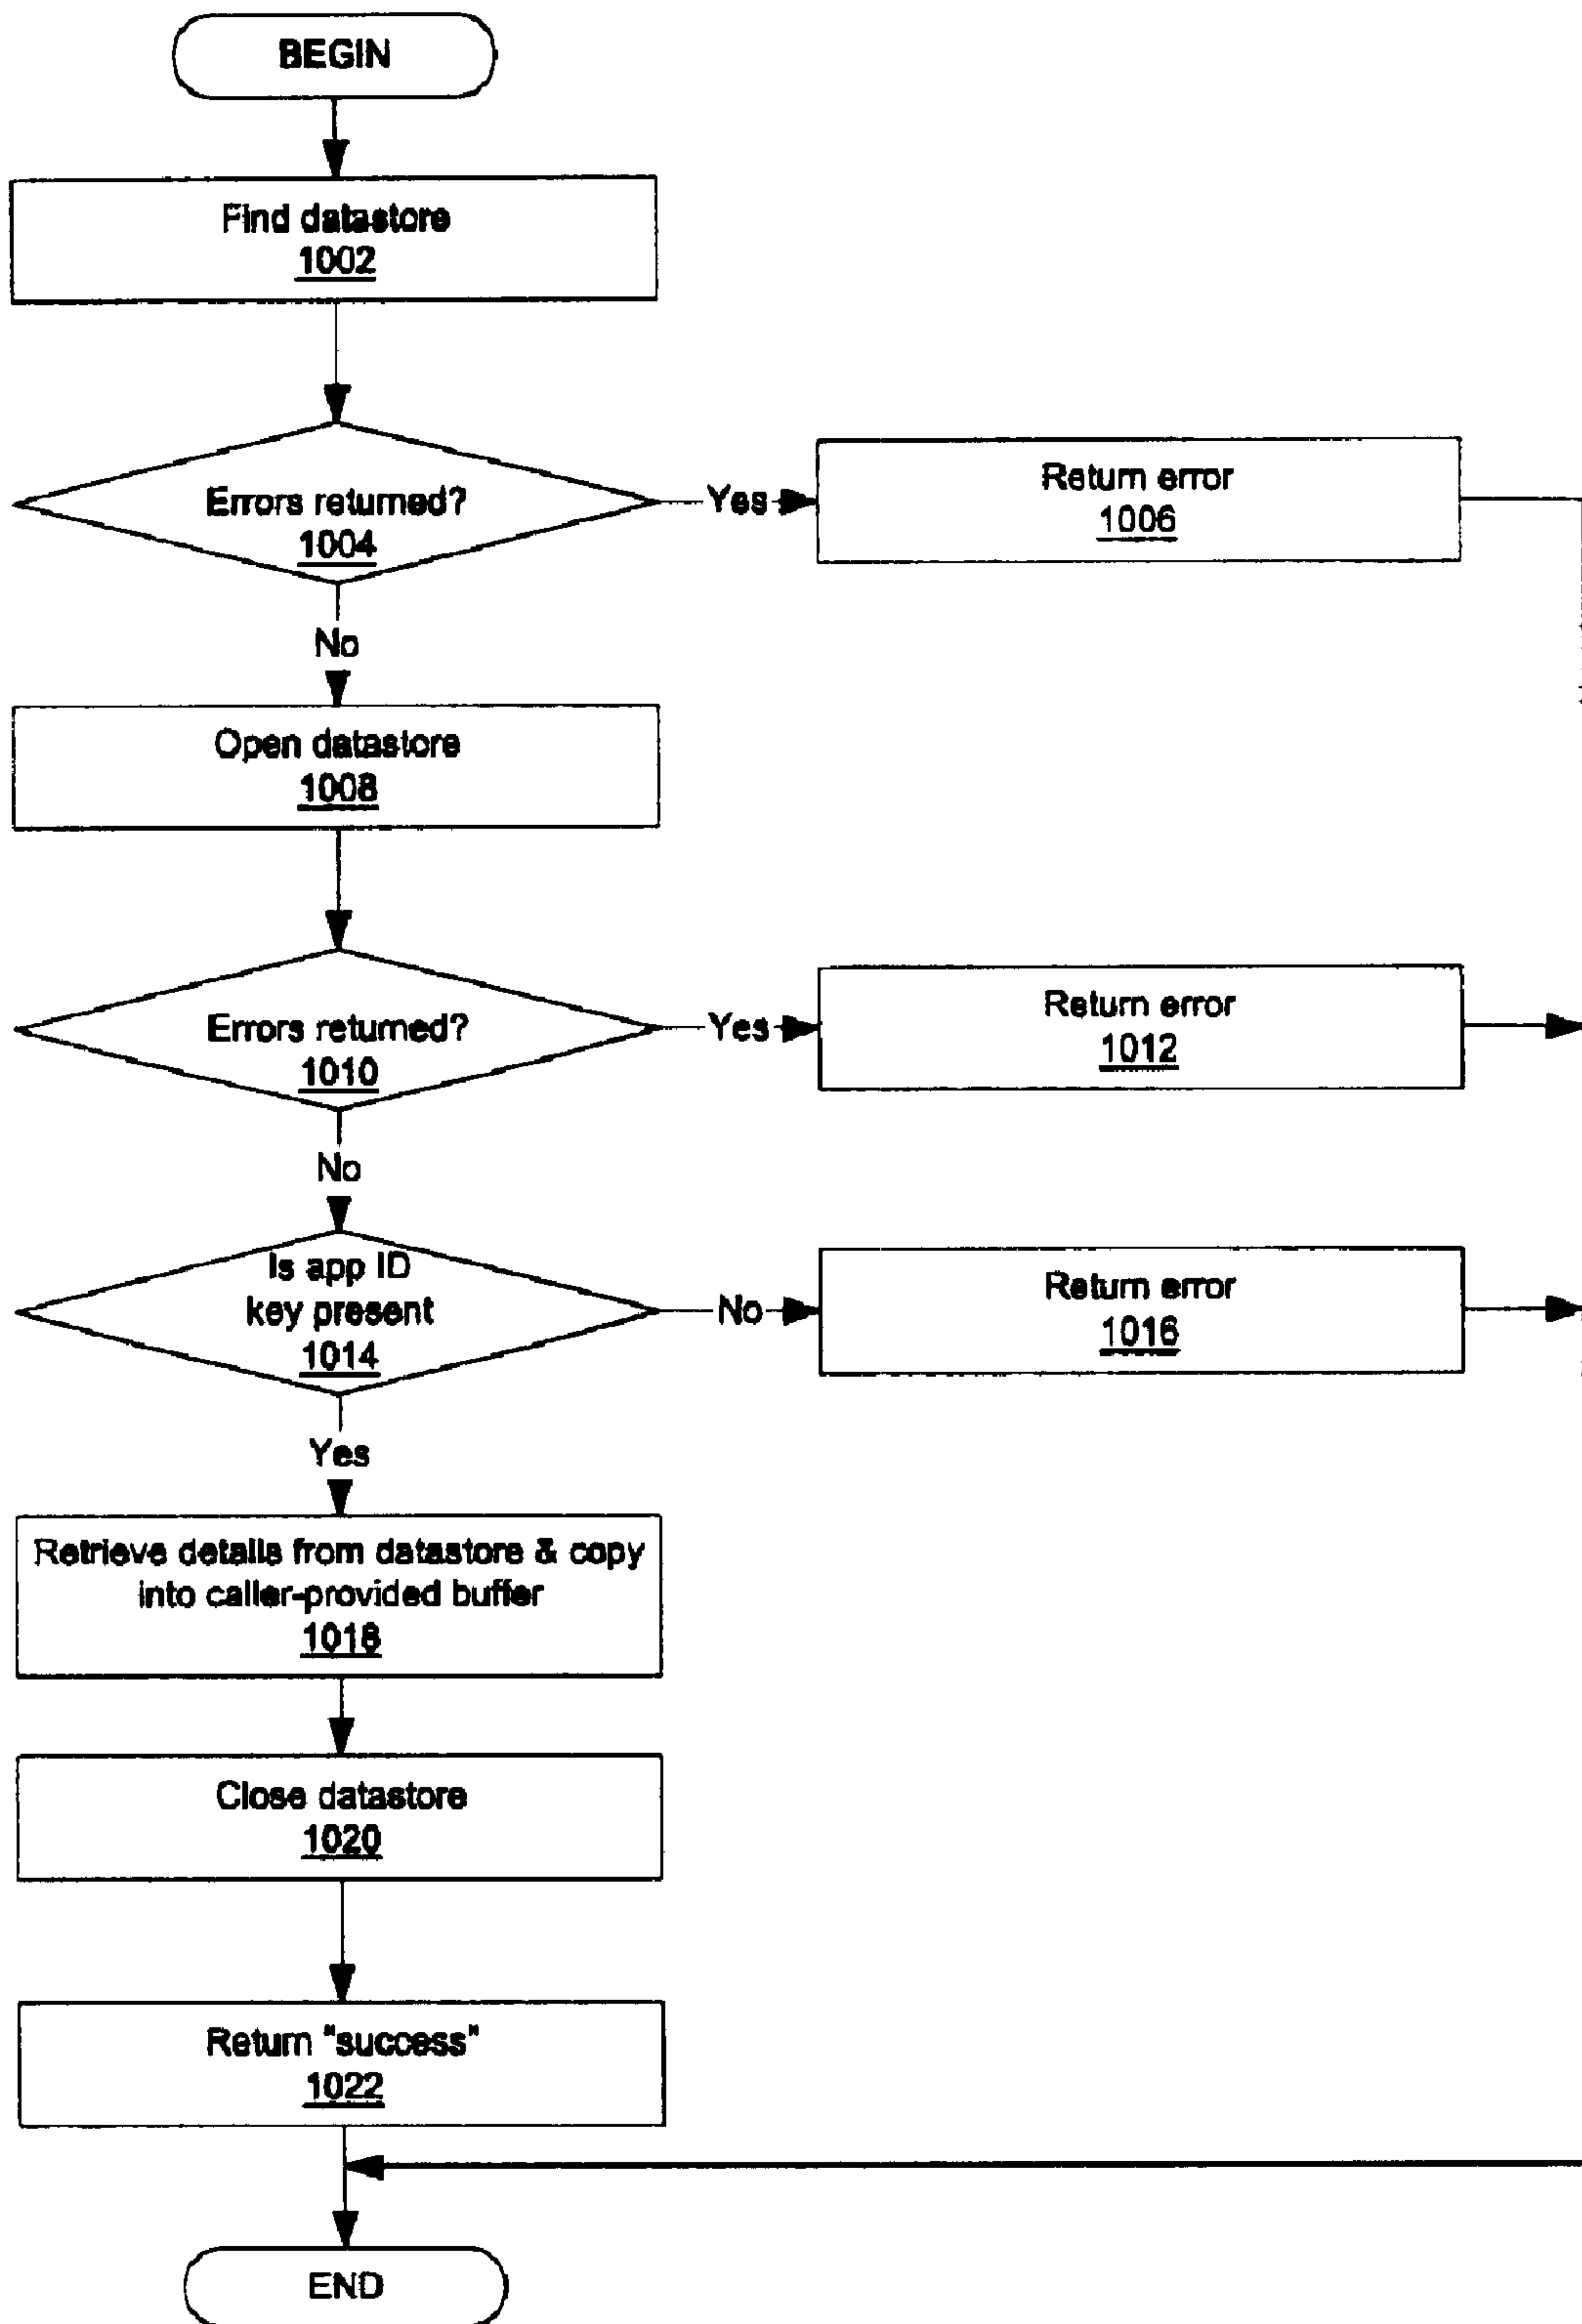 BEGIN
Find datastore
1002
Errors returned?
1004
Yes
Return error
1006
No
Open datastore
1008
Errors returned?
1010
Yes
Return error
1012
No
Is app ID
key present
1014
No
Return error
1016
Yes
Retrieve details from datastore & copy
into caller-provided buffer
1018
Close datastore
1020
Return "success"
1022
END